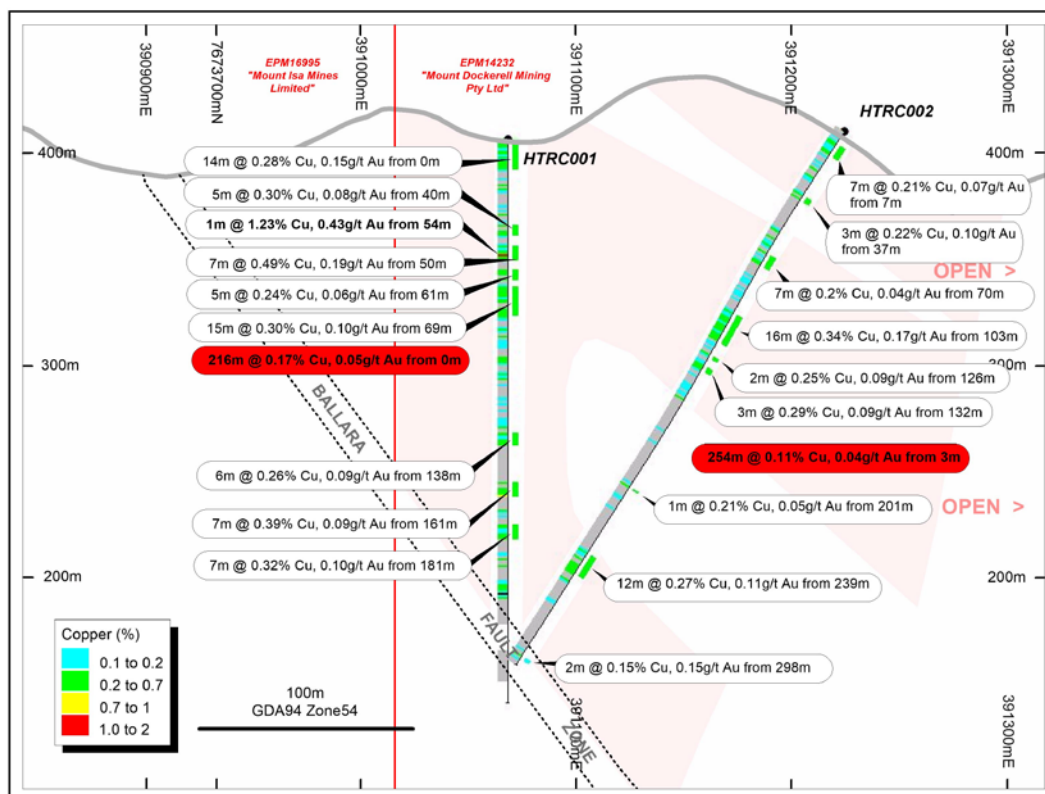 390900mE
7673700mN
391000mE
391100mE
391200mE
391300mE
EPM16995
"Mount Isa Mines
Limited"
EPM14232
"Mount Dockerell Mining
Pty Ltd"
HTRC002
400m
400m
HTRC001
14m @ 0.28% Cu, 0.15g/t Au from 0m
5m @ 0.30% Cu, 0.08g/t Au from 40m
1m @ 1.23% Cu, 0.43g/t Au from 54m
7m @ 0.49% Cu, 0.19g/t Au from 50m
5m @ 0.24% Cu, 0.06g/t Au from 61m
15m @ 0.30% Cu, 0.10g/t Au from 69m
216m @ 0.17% Cu, 0.05g/t Au from 0m
7m @ 0.21% Cu, 0.07g/t Au
from 7m
3m @ 0.22% Cu, 0.10g/t Au
from 37m
OPEN >
7m @ 0.2% Cu, 0.04g/t Au from 70m
16m @ 0.34% Cu, 0.17g/t Au from 103m
300m
300m
2m @ 0.25% Cu, 0.09g/t Au from 126m
3m @ 0.29% Cu, 0.09g/t Au from 132m
254m @ 0.11% Cu, 0.04g/t Au from 3m
6m @ 0.26% Cu, 0.09g/t Au from 138m
7m @ 0.39% Cu, 0.09g/t Au from 161m
7m @ 0.32% Cu, 0.10g/t Au from 181m
1m @ 0.21% Cu, 0.05g/t Au from 201m
OPEN >
200m
200m
12m @ 0.27% Cu, 0.11g/t Au from 239m
2m @ 0.15% Cu, 0.15g/t Au from 298m
BALLARA
FAULT
ZONE
Copper (%)
0.1 to 0.2
0.2 to 0.7
0.7 to 1
1.0 to 2
100m
GDA94 Zone54
391100mE
391300mE